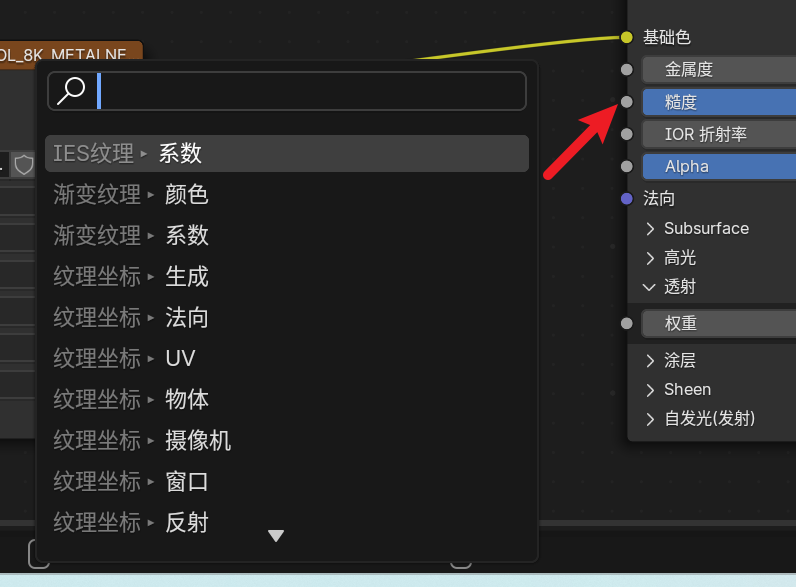 OL_8K_METALNE
IES纹理 ▸ 系数
渐变纹理 ▸ 颜色
渐变纹理 ▸ 系数
纹理坐标 ▸ 生成
纹理坐标 ▸ 法向
纹理坐标 ▸ UV
纹理坐标 ▸ 物体
纹理坐标 ▸ 摄像机
纹理坐标 ▸ 窗口
纹理坐标 ▸ 反射
基础色
金属度
糙度
IOR 折射率
Alpha
法向
Subsurface
高光
透射
权重
涂层
Sheen
自发光(发射)